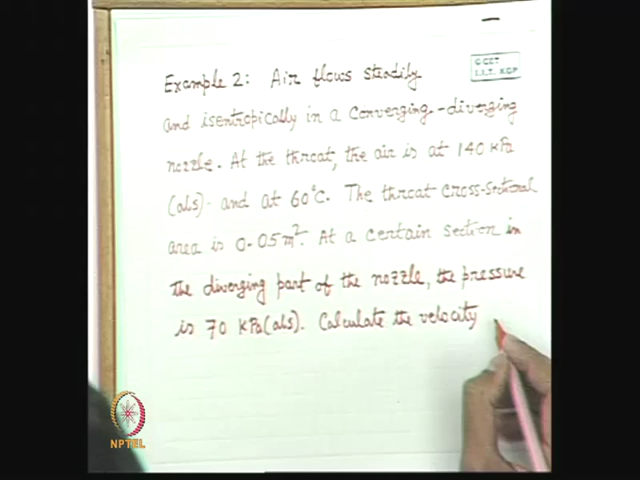 Example 2: Air flows steadily
C CET
I.I.T. KGP
and isentropically in a converging-diverging
nozzle. At the throat, the air is at 140 kPa
(abs). and at 60°C. The throat cross-sectional
area is 0.05m². At a certain section in
the diverging part of the nozzle, the pressure
is 70 kPa(abs). Calculate the velocity
NPTEL